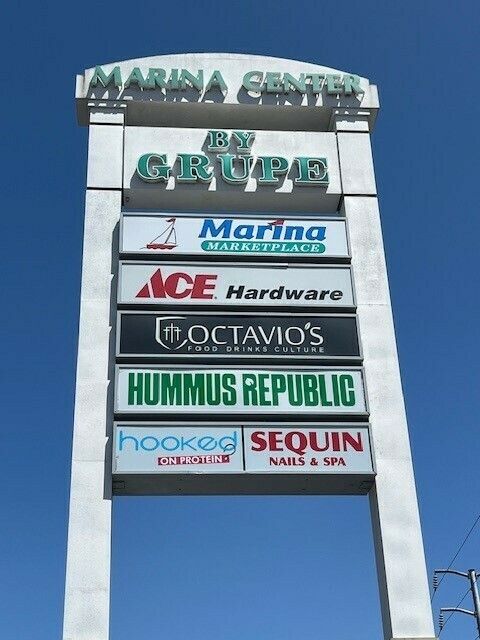 MARINA CENTER
BY
GRUPE
Marina
MARKETPLACE
ACE Hardware
OCTAVIO'S
FOOD DRINKS CULTURE
HUMMUS REPUBLIC
hooked
ON PROTEIN
SEQUIN
NAILS & SPA